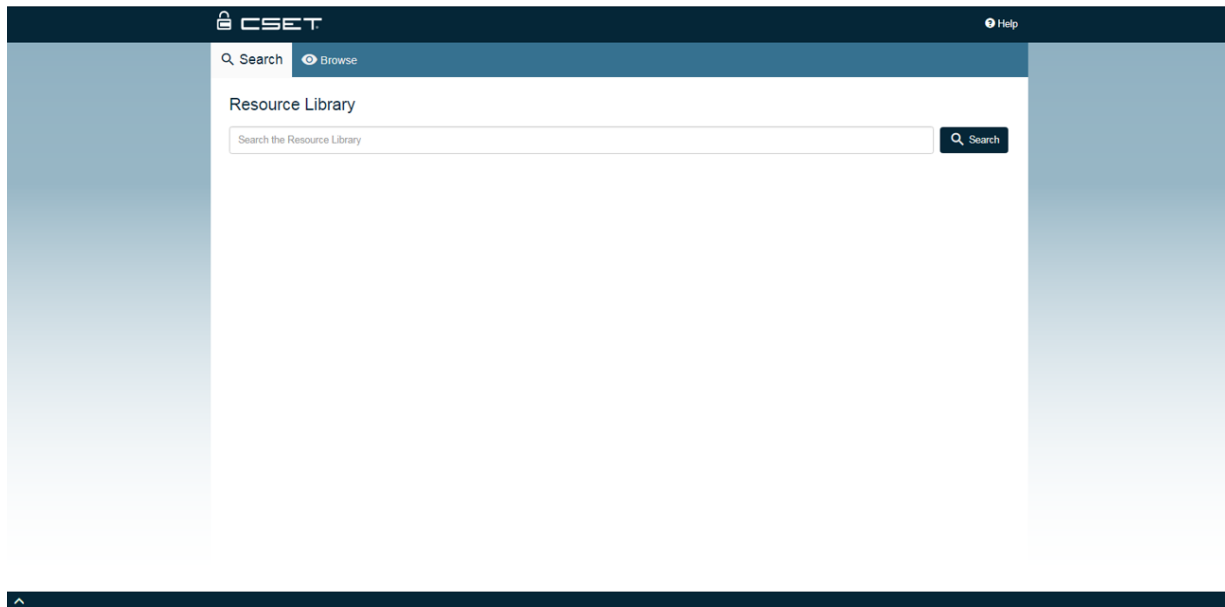 CSET
Help
Search
Browse
Resource Library
Search the Resource Library
Search